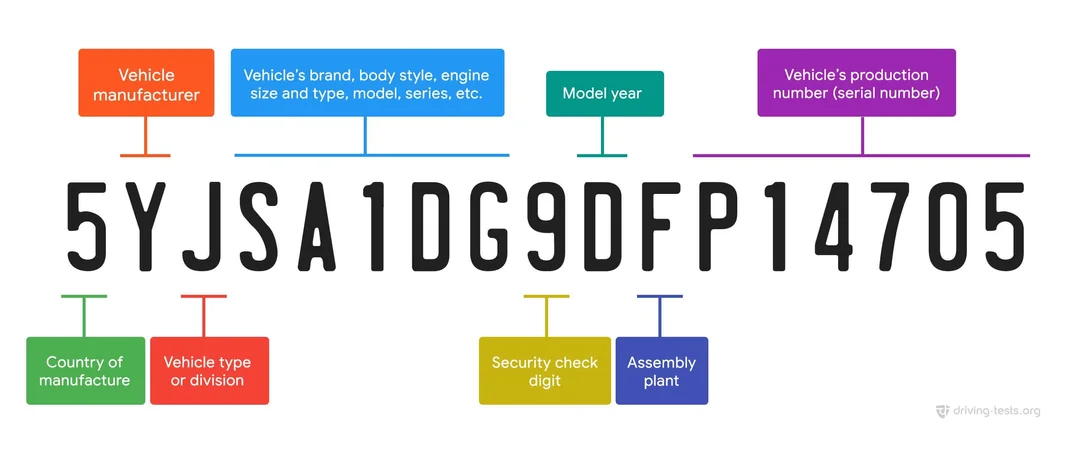 Vehicle
manufacturer
Vehicle's brand, body style, engine
size and type, model, series, etc.
Model year
Vehicle's production
number (serial number)
5YJSA1DG9DFP14705
Country of
manufacture
Vehicle type
or division
Security check
digit
Assembly
plant
driving-tests.org